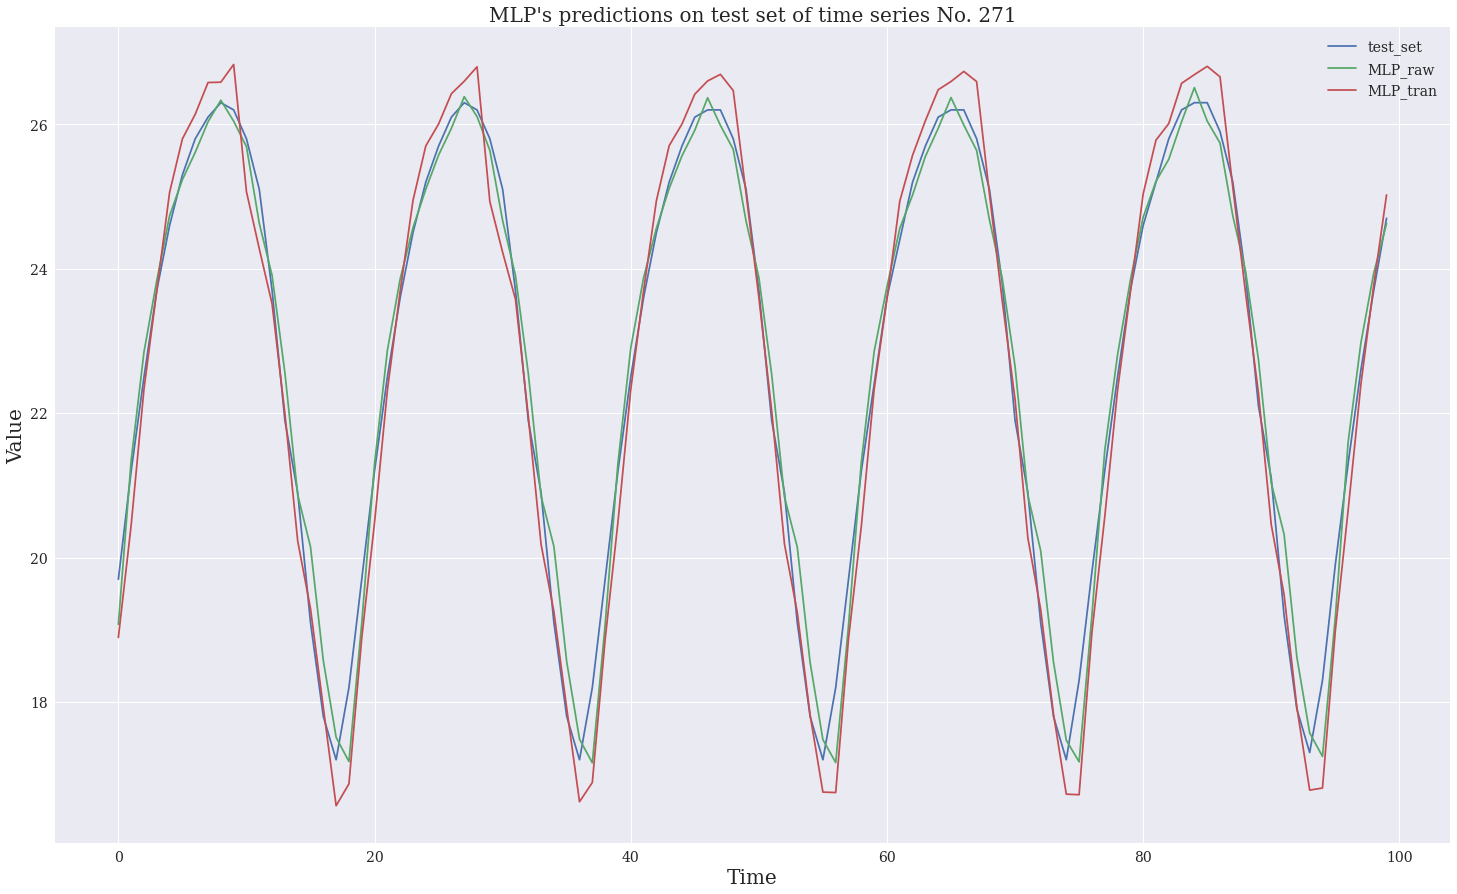 MLP's predictions on test set of time series No. 271
test_set
MLP_raw
MLP_tran
Value
26
24
22
20
18
0 20 40 60 80 100
Time